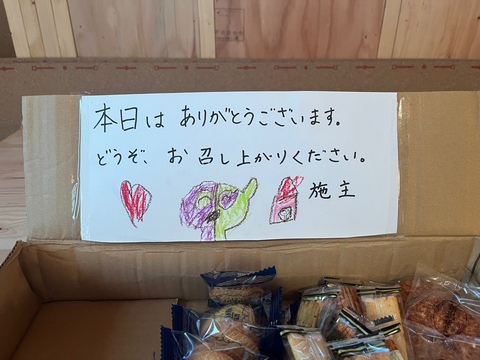 本日は ありがとうございます。
どうぞ、お召し上がりください。
施主